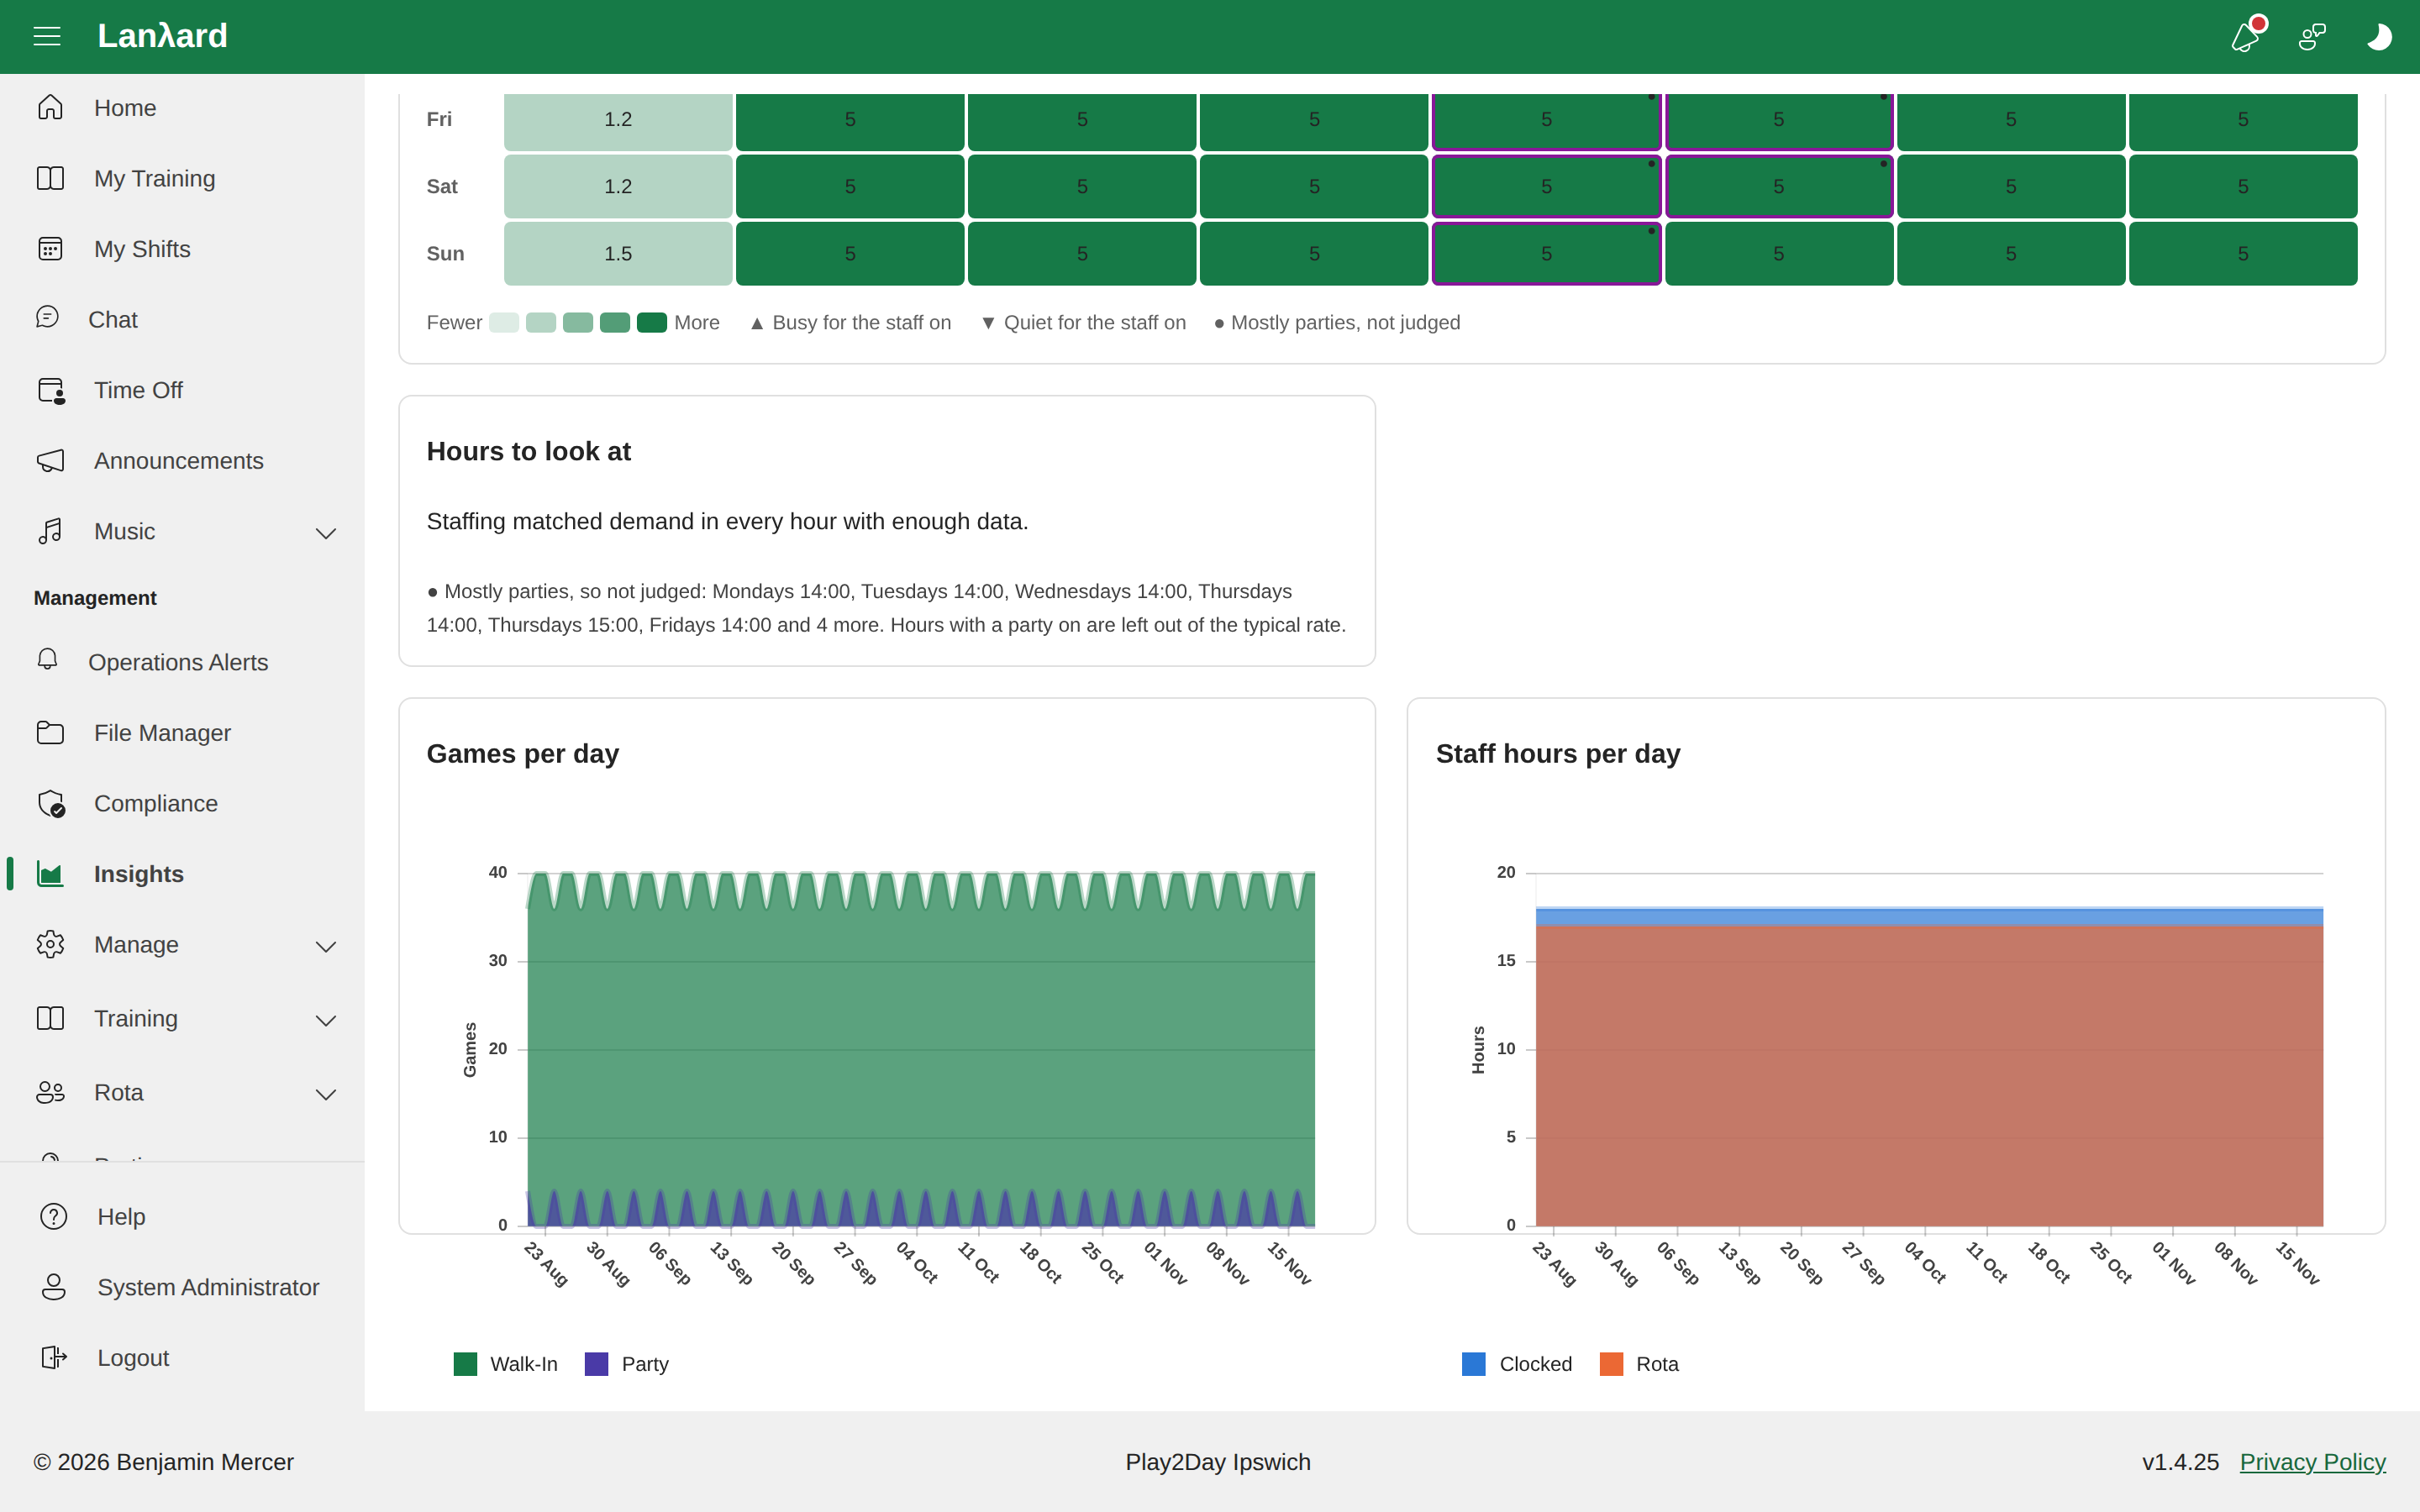 Lanλard
Home
My Training
My Shifts
Chat
Time Off
Announcements
Music
Management
Operations Alerts
File Manager
Compliance
Insights
Manage
Training
Rota
Help
System Administrator
Logout
Fri 1.2 5 5 5 5 5 5 5
Sat 1.2 5 5 5 5 5 5 5
Sun 1.5 5 5 5 5 5 5 5
Fewer More ▲ Busy for the staff on ▼ Quiet for the staff on ● Mostly parties, not judged
Hours to look at
Staffing matched demand in every hour with enough data.
● Mostly parties, so not judged: Mondays 14:00, Tuesdays 14:00, Wednesdays 14:00, Thursdays
14:00, Thursdays 15:00, Fridays 14:00 and 4 more. Hours with a party on are left out of the typical rate.
Games per day
40
30
20
10
0
Games
23 Aug 30 Aug 06 Sep 13 Sep 20 Sep 27 Sep 04 Oct 11 Oct 18 Oct 25 Oct 01 Nov 08 Nov 15 Nov
Walk-In Party
Staff hours per day
20
15
10
5
0
Hours
23 Aug 30 Aug 06 Sep 13 Sep 20 Sep 27 Sep 04 Oct 11 Oct 18 Oct 25 Oct 01 Nov 08 Nov 15 Nov
Clocked Rota
© 2026 Benjamin Mercer
Play2Day Ipswich
v1.4.25 Privacy Policy